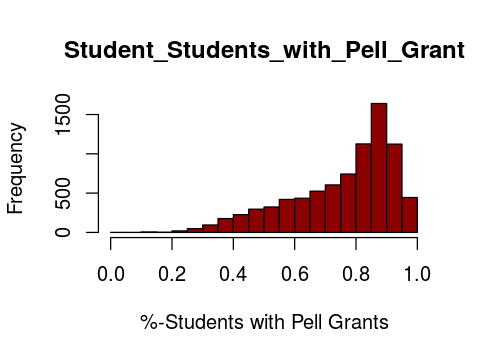 Student_Students_with_Pell_Grant
Frequency
1500
500
0
0.0 0.2 0.4 0.6 0.8 1.0
%-Students with Pell Grants